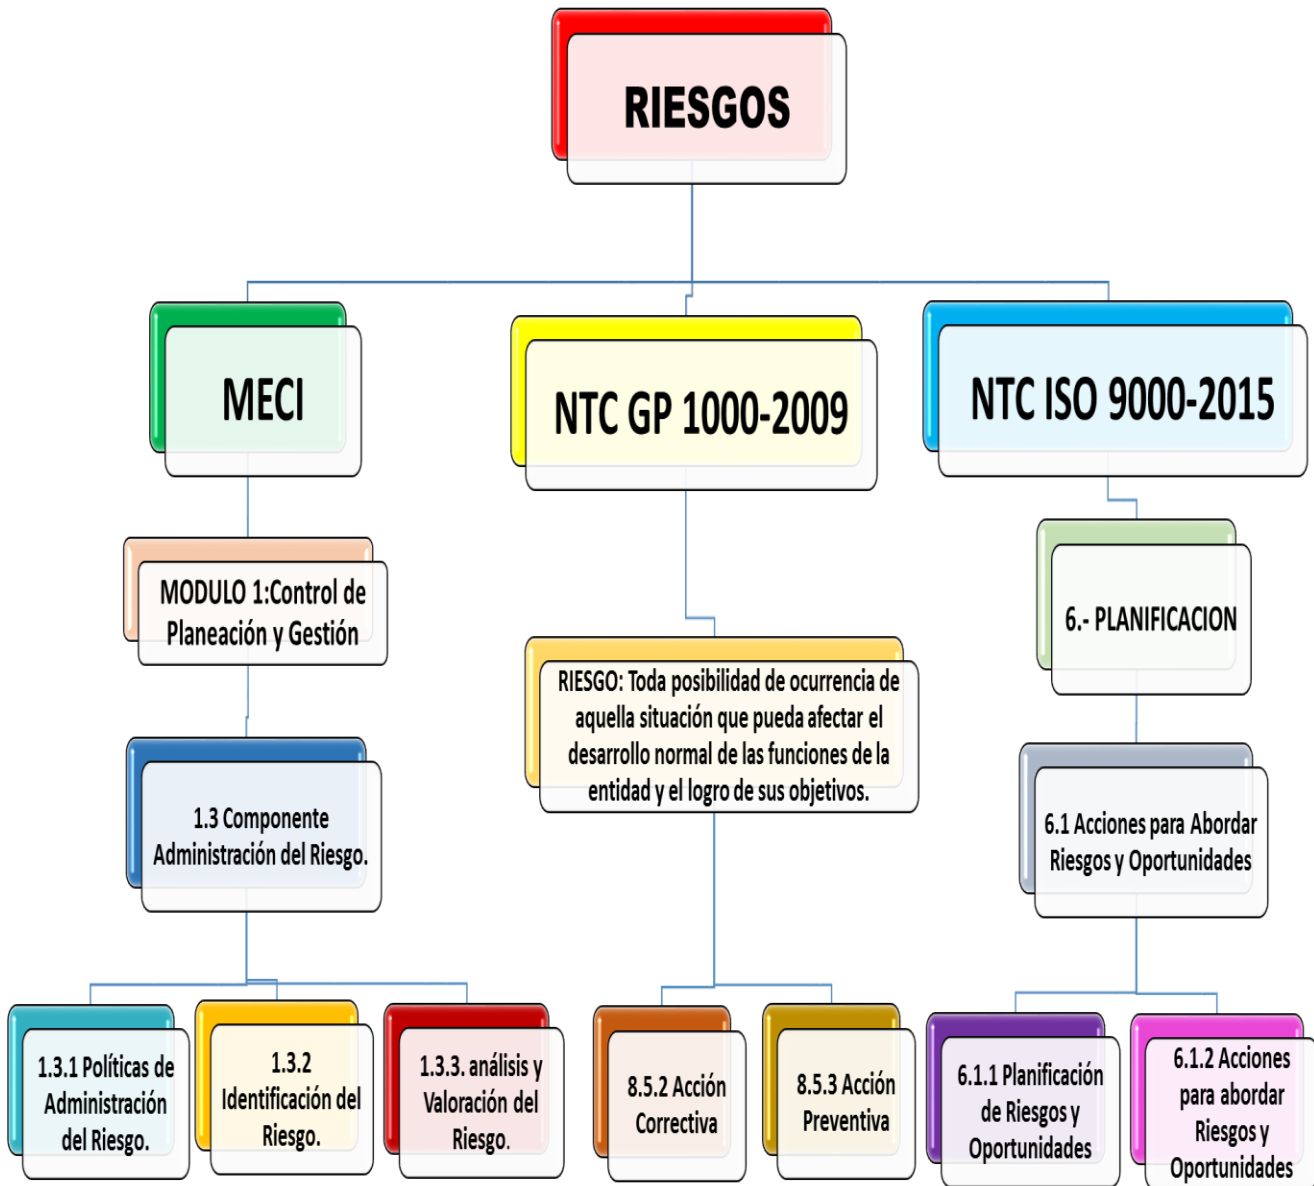 RIESGOS
MECI
NTC GP 1000-2009
NTC ISO 9000-2015
MODULO 1:Control de
Planeación y Gestión
RIESGO: Toda posibilidad de ocurrencia de
aquella situación que pueda afectar el
desarrollo normal de las funciones de la
entidad y el logro de sus objetivos.
6.- PLANIFICACION
1.3 Componente
Administración del Riesgo.
6.1 Acciones para Abordar
Riesgos y Oportunidades
1.3.1 Políticas de
Administración
del Riesgo.
1.3.2
Identificación del
Riesgo.
1.3.3. análisis y
Valoración del
Riesgo.
8.5.2 Acción
Correctiva
8.5.3 Acción
Preventiva
6.1.1 Planificación
de Riesgos y
Oportunidades
6.1.2 Acciones
para abordar
Riesgos y
Oportunidades